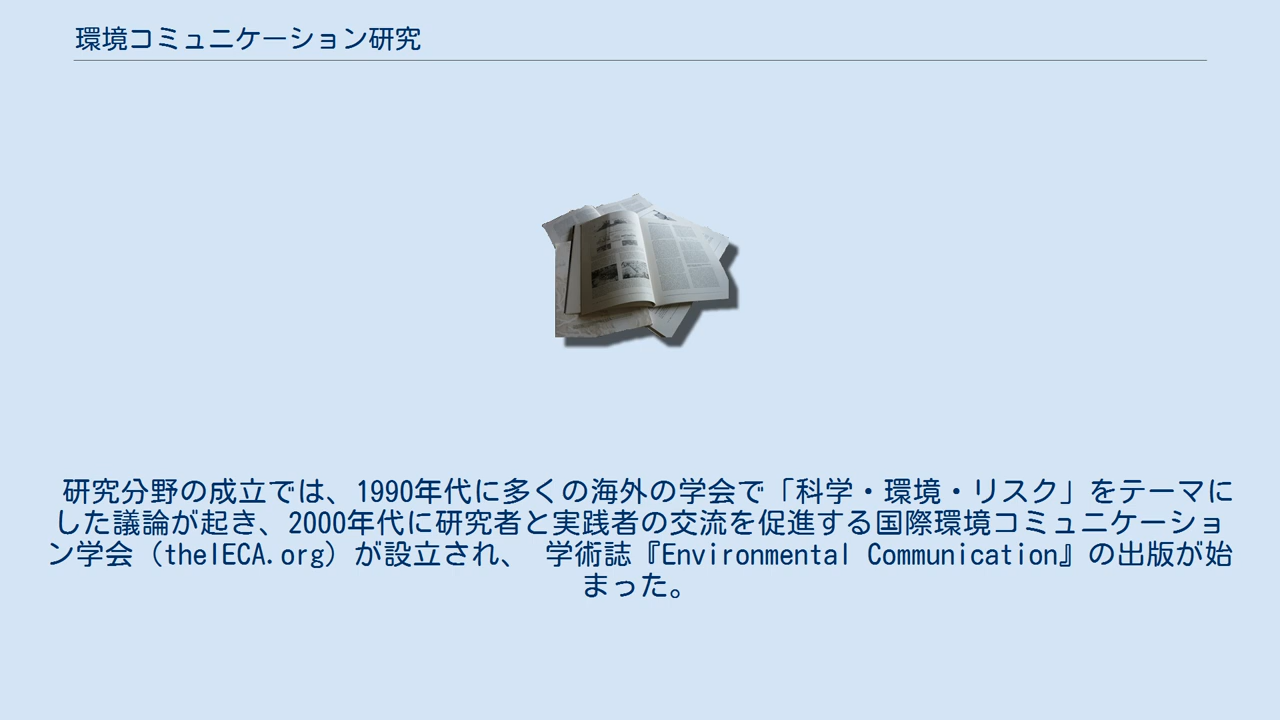 環境コミュニケーション研究
研究分野の成立では、1990年代に多くの海外の学会で「科学・環境・リスク」をテーマに
した議論が起き、2000年代に研究者と実践者の交流を促進する国際環境コミュニケーショ
ン学会（theIECA.org）が設立され、 学術誌『Environmental Communication』の出版が始
まった。